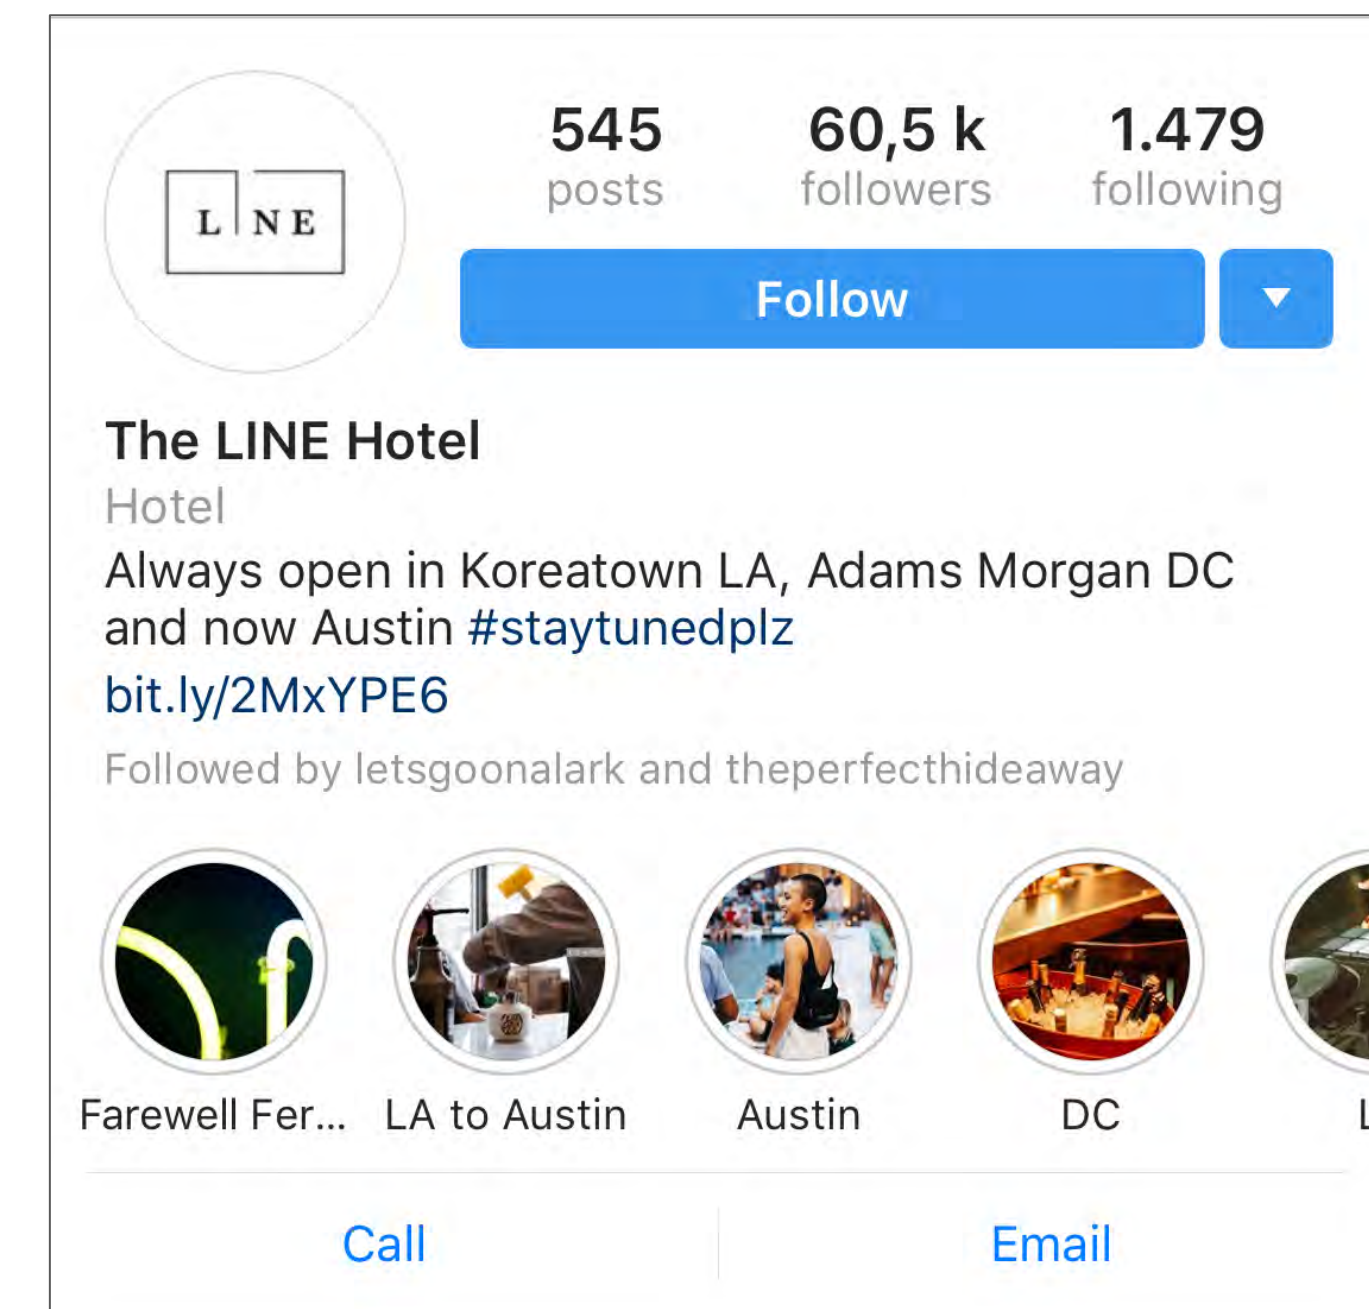 L I N E
545
60,5 k
1.479
posts
followers
following
Follow
The LINE Hotel
Hotel
Always open in Koreatown LA, Adams Morgan DC
and now Austin #staytunedplz
bit.ly/2MxYPE6
Followed by letsgoonalark and theperfecthideaway
Farewell Fer...
LA to Austin
Austin
DC
Call
Email